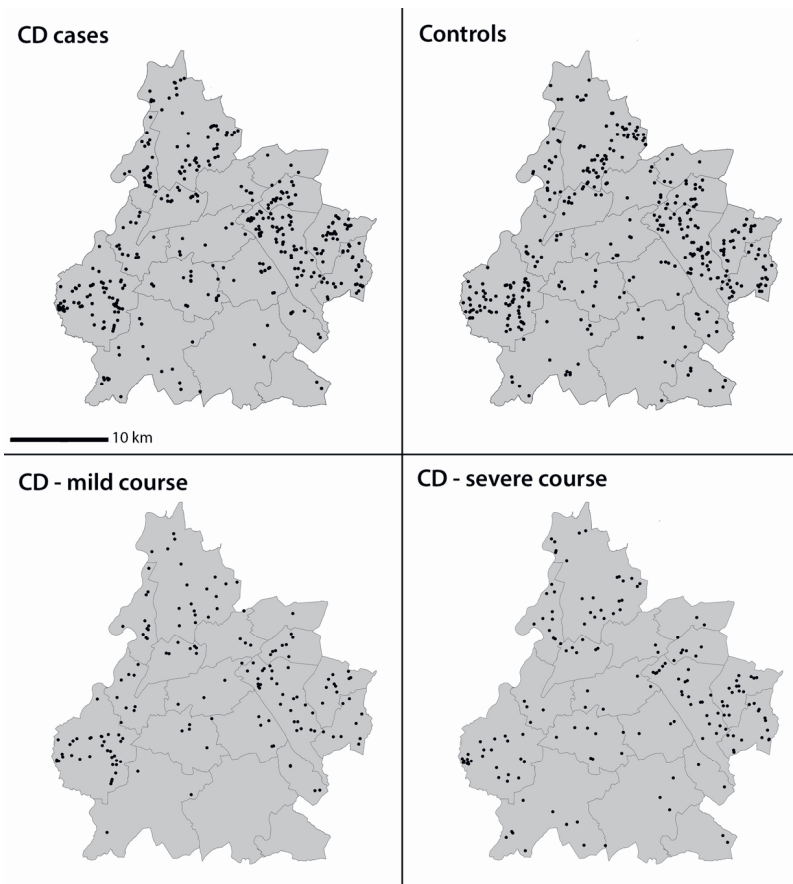 CD cases
Controls
10 km
CD - mild course
CD - severe course